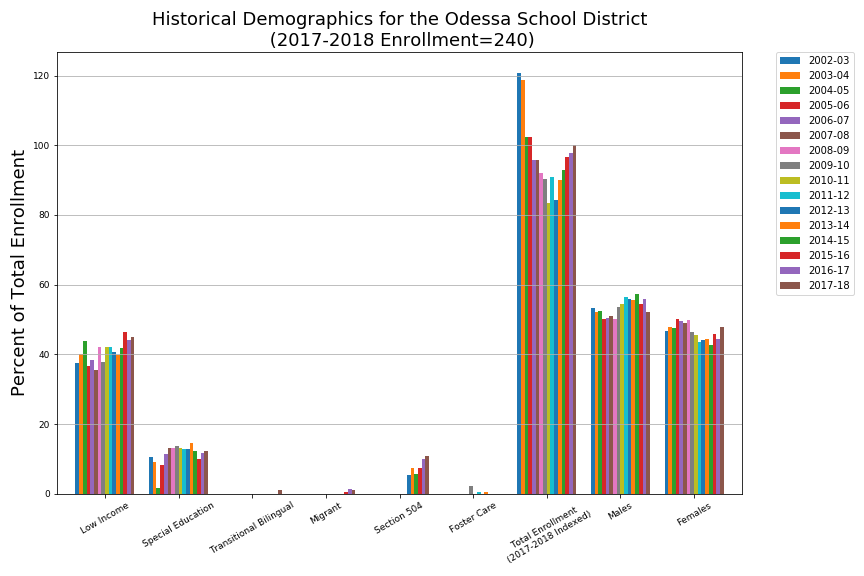 Historical Demographics for the Odessa School District
(2017-2018 Enrollment=240)
Percent of Total Enrollment
120
100
80
60
40
20
0
Low Income
Special Education
Transitional Bilingual
Migrant
Section 504
Foster Care
Total Enrollment
(2017-2018 Indexed)
Males
Females
2002-03
2003-04
2004-05
2005-06
2006-07
2007-08
2008-09
2009-10
2010-11
2011-12
2012-13
2013-14
2014-15
2015-16
2016-17
2017-18